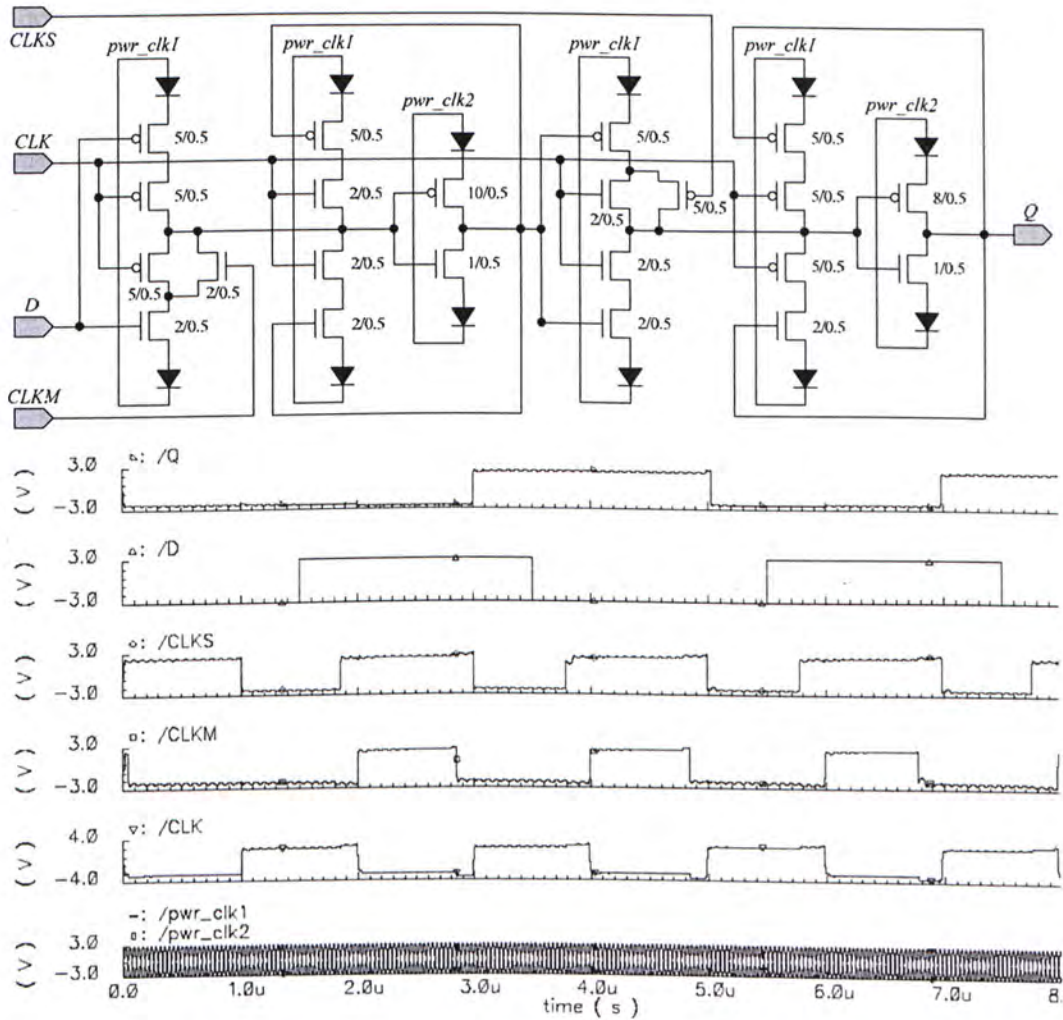 CLKS
pwr_clk1
pwr_clk1
pwr_clk1
pwr_clk1
pwr_clk2
pwr_clk2
5/0.5
5/0.5
5/0.5
5/0.5
CLK
5/0.5
2/0.5
10/0.5
2/0.5
5/0.5
5/0.5
8/0.5
Q
5/0.5
2/0.5
2/0.5
1/0.5
2/0.5
5/0.5
1/0.5
D
2/0.5
2/0.5
2/0.5
2/0.5
CLKM
(V)
3.0
-3.0
: /Q
(V)
3.0
-3.0
: /D
(V)
3.0
-3.0
: /CLKS
(V)
3.0
-3.0
: /CLKM
(V)
4.0
-4.0
: /CLK
(V)
3.0
-3.0
-: /pwr_clk1
: /pwr_clk2
0.0 1.0u 2.0u 3.0u 4.0u 5.0u 6.0u 7.0u 8.
time ( s )